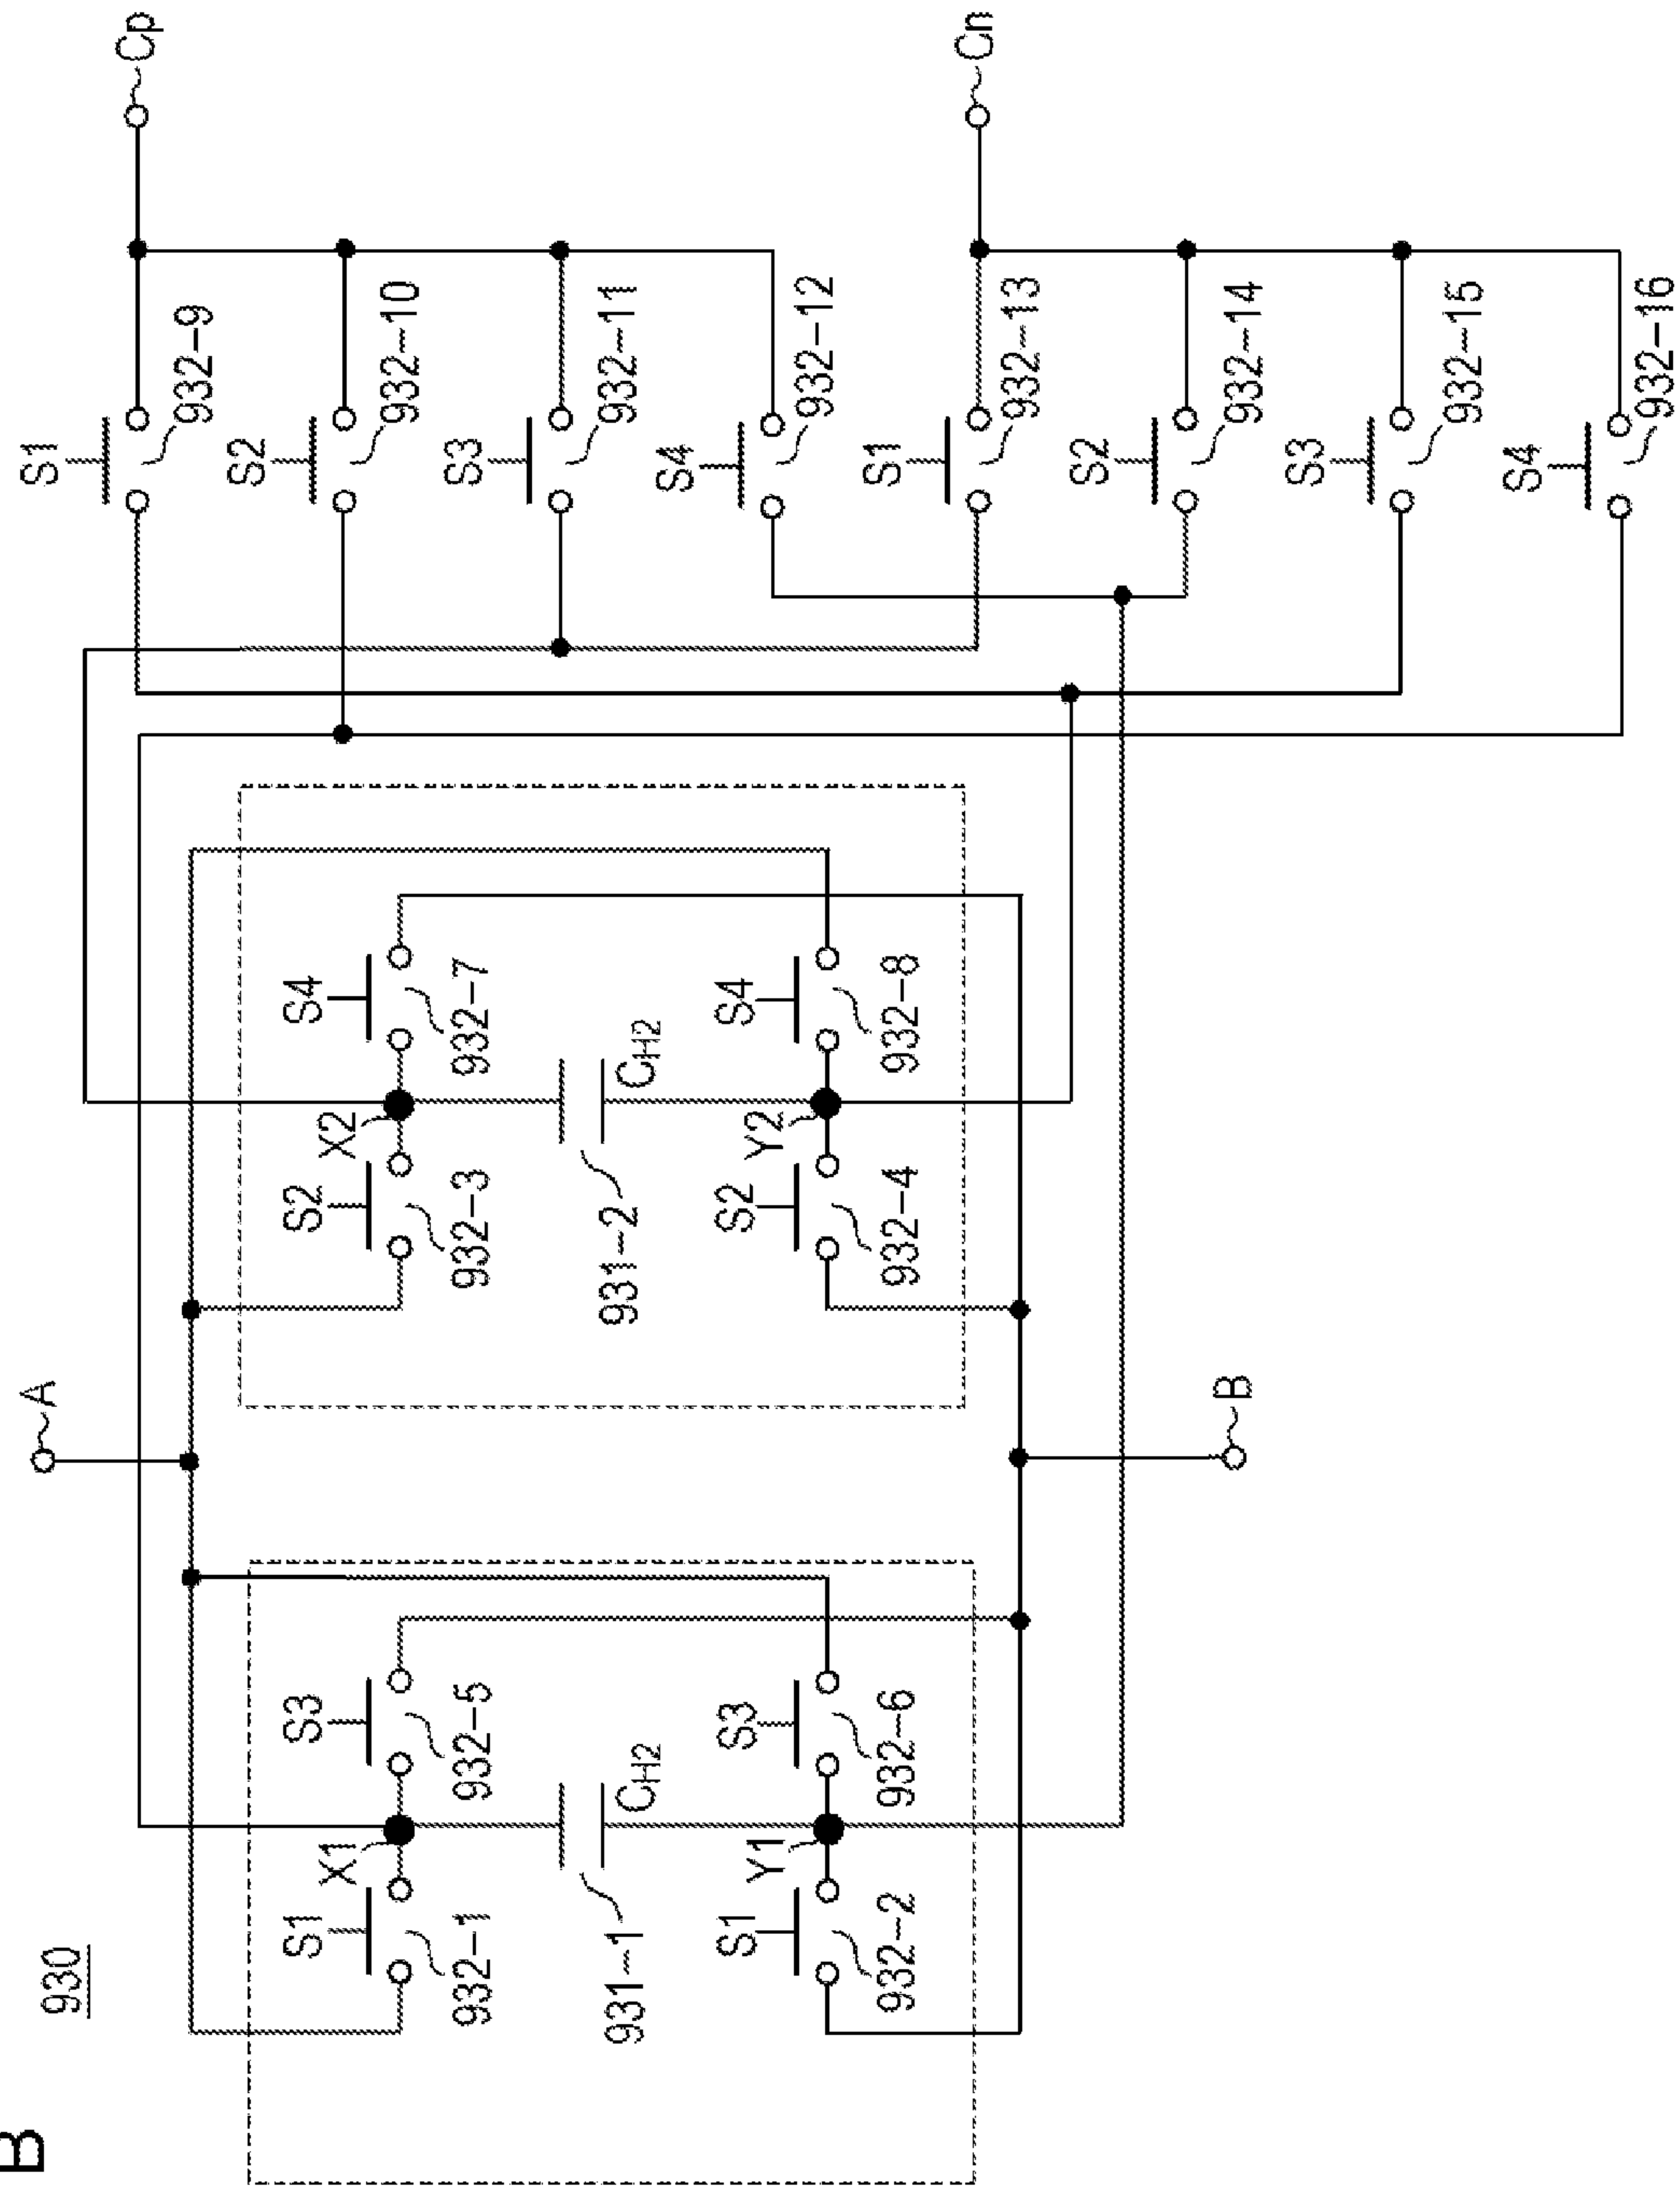 B
930
A
Cp
Cn
B
S1
932-1
X1
S3
932-5
931-1
CH2
S1
932-2
Y1
S3
932-6
S2
932-3
X2
S4
932-7
931-2
CH2
S2
932-4
Y2
S4
932-8
S1
932-9
S2
932-10
S3
932-11
S4
932-12
S1
932-13
S2
932-14
S3
932-15
S4
932-16